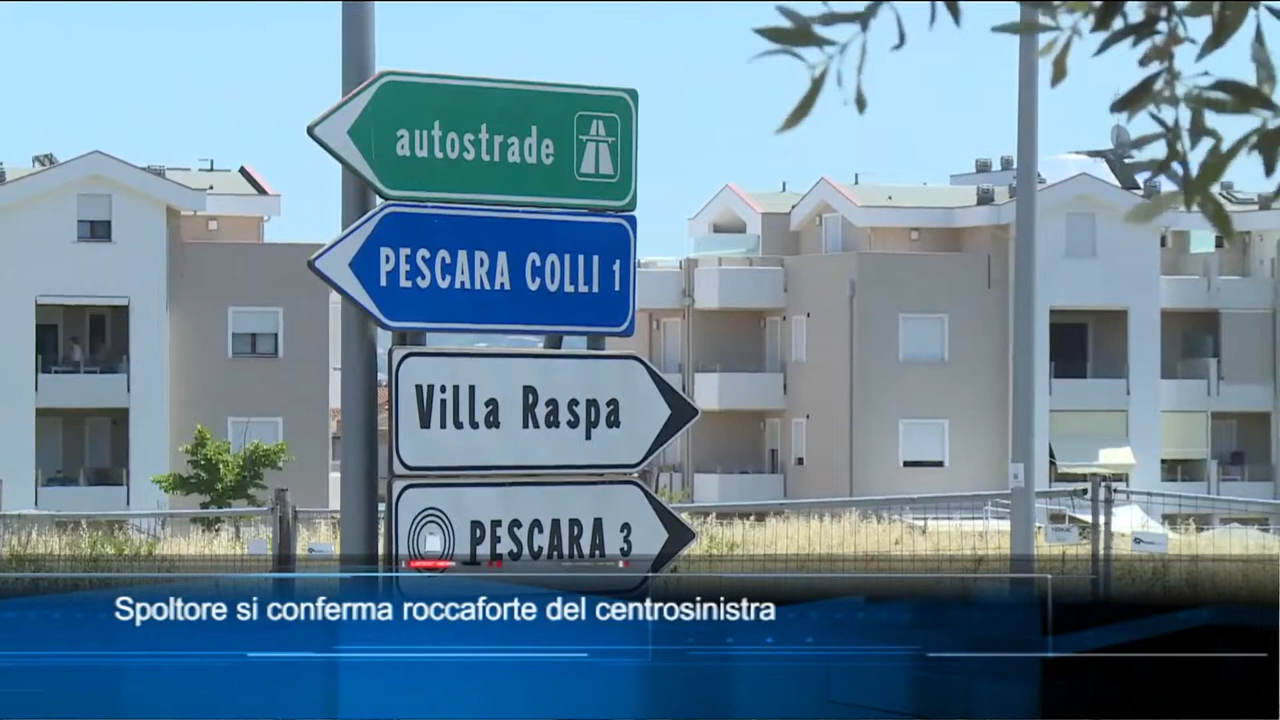 autostrade
PESCARA COLLI 1
Villa Raspa
PESCARA 3
Spoltore si conferma roccaforte del centrosinistra